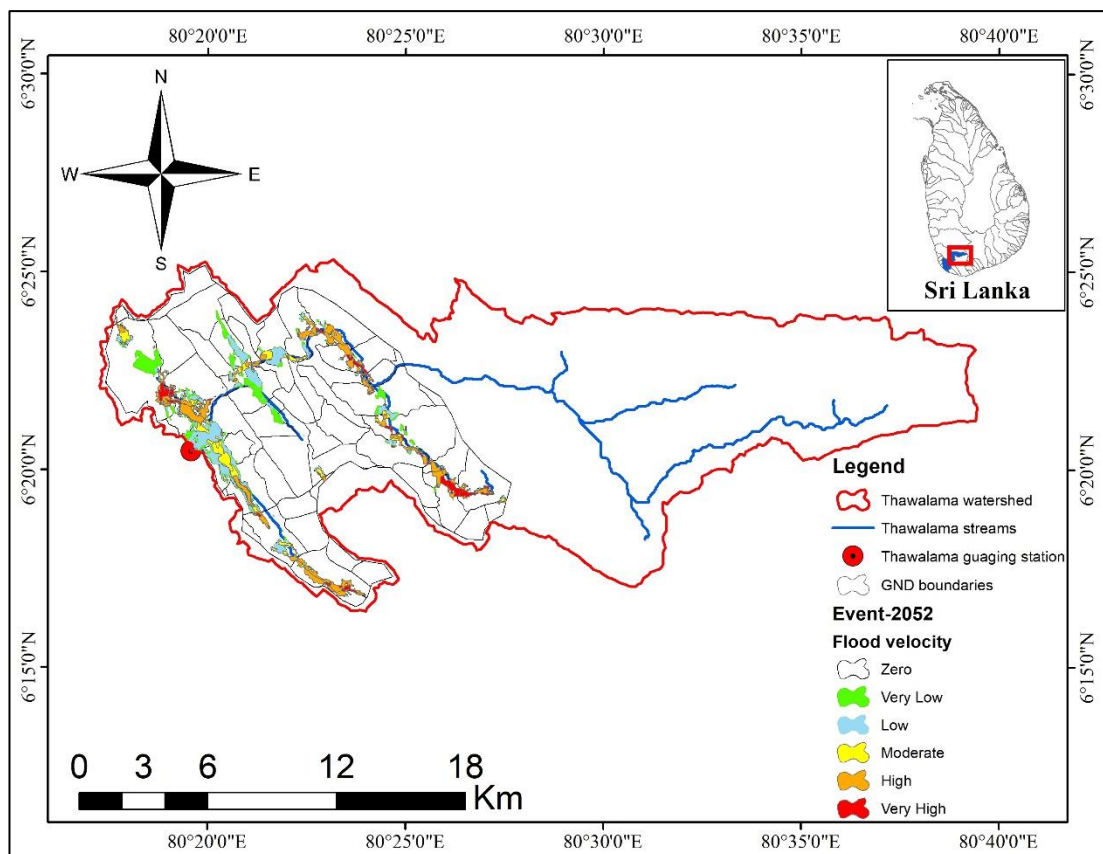 80°20'0"E 80°25'0"E 80°30'0"E 80°35'0"E 80°40'0"E
6°30'0"N 6°30'0"N
N
W E
S
Sri Lanka
6°25'0"N 6°25'0"N
6°20'0"N 6°20'0"N
Legend
Thawalama watershed
Thawalama streams
Thawalama guaging station
GND boundaries
Event-2052
Flood velocity
6°15'0"N 6°15'0"N
Zero
Very Low
Low
Moderate
High
Very High
0 3 6 12 18
Km
80°20'0"E 80°25'0"E 80°30'0"E 80°35'0"E 80°40'0"E